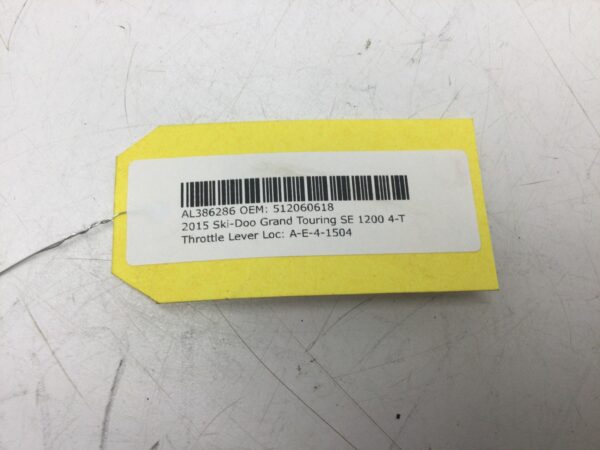 AL386286 OEM: 512060618
2015 Ski-Doo Grand Touring SE 1200 4-T
Throttle Lever Loc: A-E-4-1504